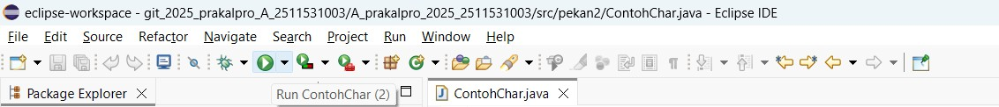 eclipse-workspace - git_2025_prakalpro_A_2511531003/A_prakalpro_2025_2511531003/src/pekan2/ContohChar.java - Eclipse IDE
File Edit Source Refactor Navigate Search Project Run Window Help
Package Explorer Run ContohChar (2) ContohChar.java